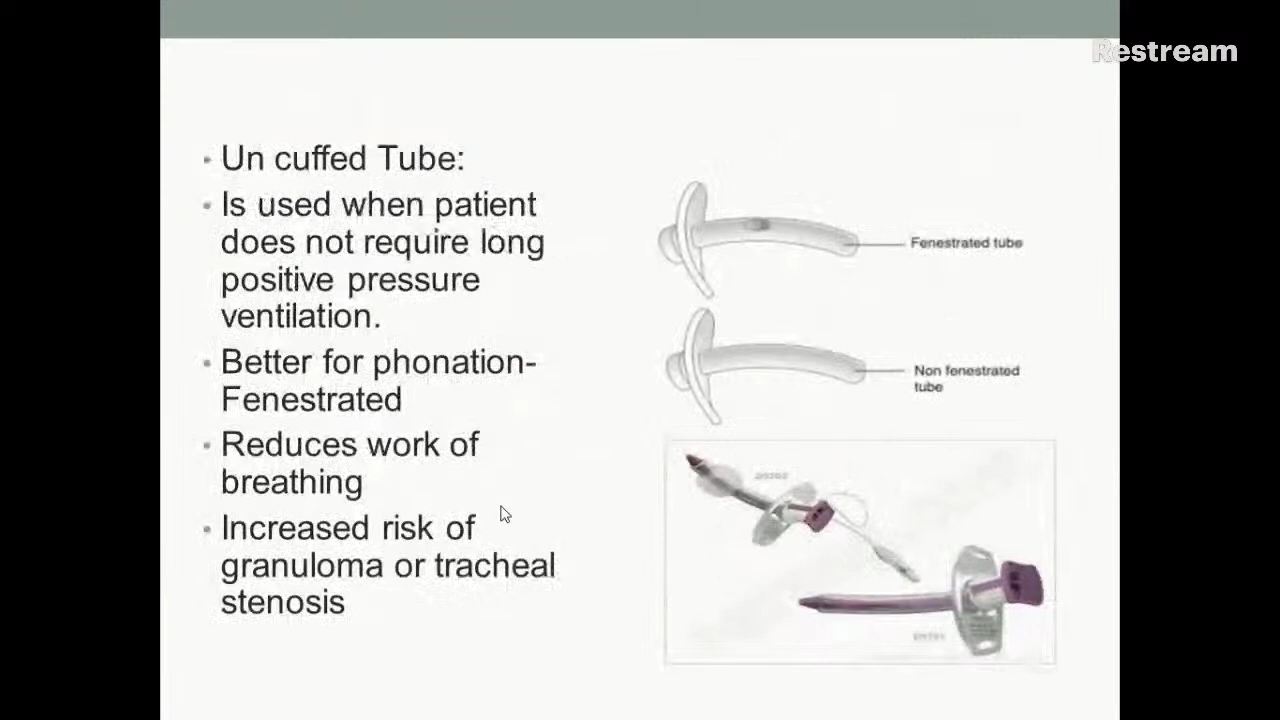 Restream
Un cuffed Tube:
Is used when patient
does not require long
positive pressure
ventilation.
Better for phonation-
Fenestrated
Reduces work of
breathing
Increased risk of
granuloma or tracheal
stenosis
Fenestrated tube
Non fenestrated
tube